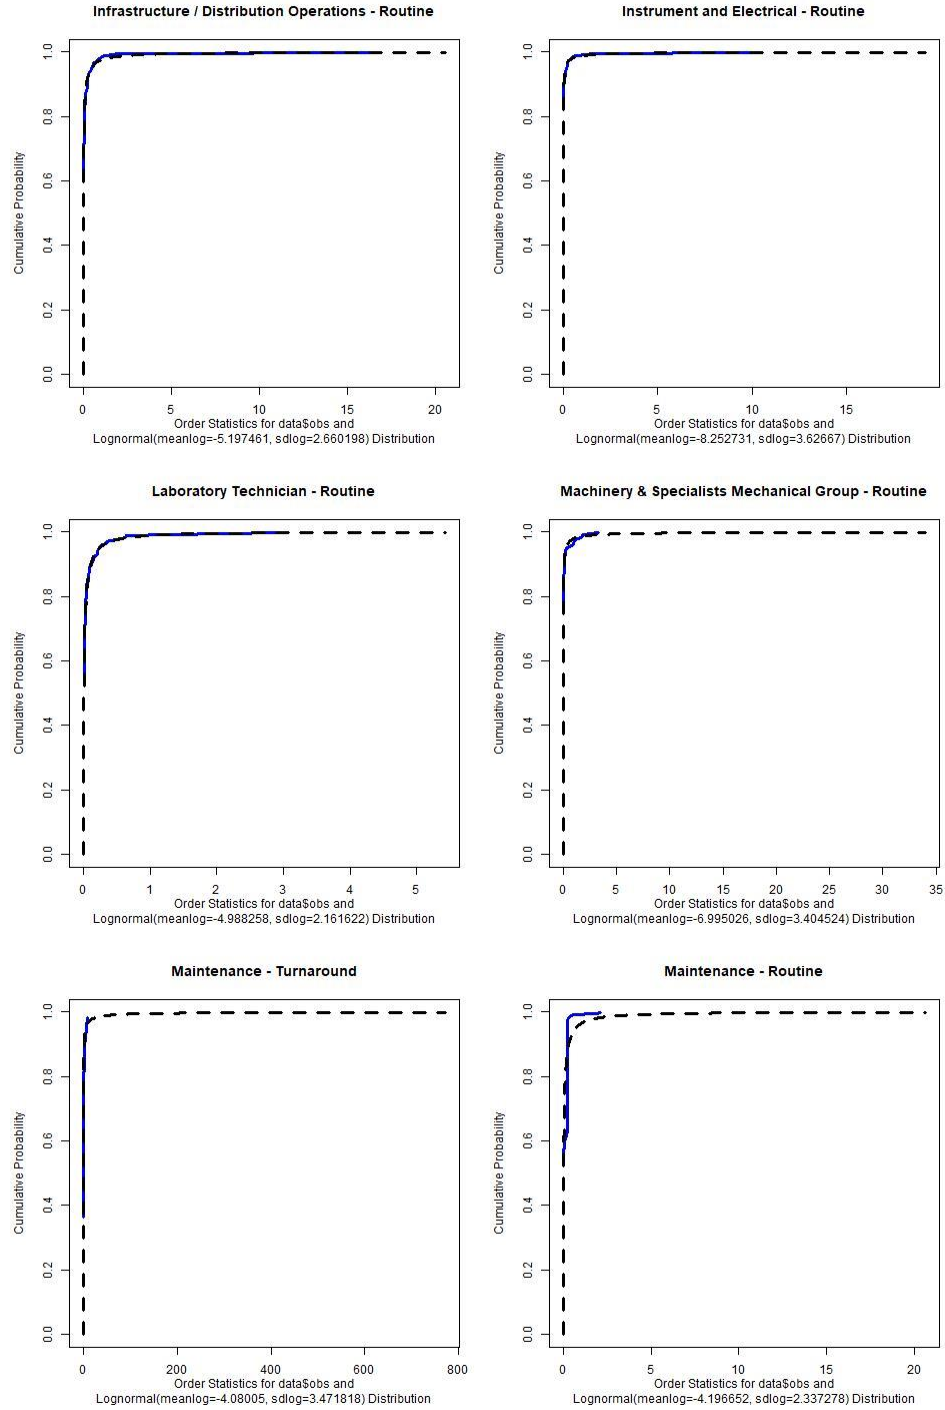 Infrastructure / Distribution Operations - Routine
Cumulative Probability
0.0 0.2 0.4 0.6 0.8 1.0
0 5 10 15 20
Order Statistics for data$obs and
Lognormal(meanlog=-5.197461, sdlog=2.660198) Distribution
Instrument and Electrical - Routine
Cumulative Probability
0.0 0.2 0.4 0.6 0.8 1.0
0 5 10 15
Order Statistics for data$obs and
Lognormal(meanlog=-8.252731, sdlog=3.62667) Distribution
Laboratory Technician - Routine
Cumulative Probability
0.0 0.2 0.4 0.6 0.8 1.0
0 1 2 3 4 5
Order Statistics for data$obs and
Lognormal(meanlog=-4.988258, sdlog=2.161622) Distribution
Machinery & Specialists Mechanical Group - Routine
Cumulative Probability
0.0 0.2 0.4 0.6 0.8 1.0
0 5 10 15 20 25 30 35
Order Statistics for data$obs and
Lognormal(meanlog=-6.995026, sdlog=3.404524) Distribution
Maintenance - Turnaround
Cumulative Probability
0.0 0.2 0.4 0.6 0.8 1.0
0 200 400 600 800
Order Statistics for data$obs and
Lognormal(meanlog=-4.08005, sdlog=3.471818) Distribution
Maintenance - Routine
Cumulative Probability
0.0 0.2 0.4 0.6 0.8 1.0
0 5 10 15 20
Order Statistics for data$obs and
Lognormal(meanlog=-4.196652, sdlog=2.337278) Distribution